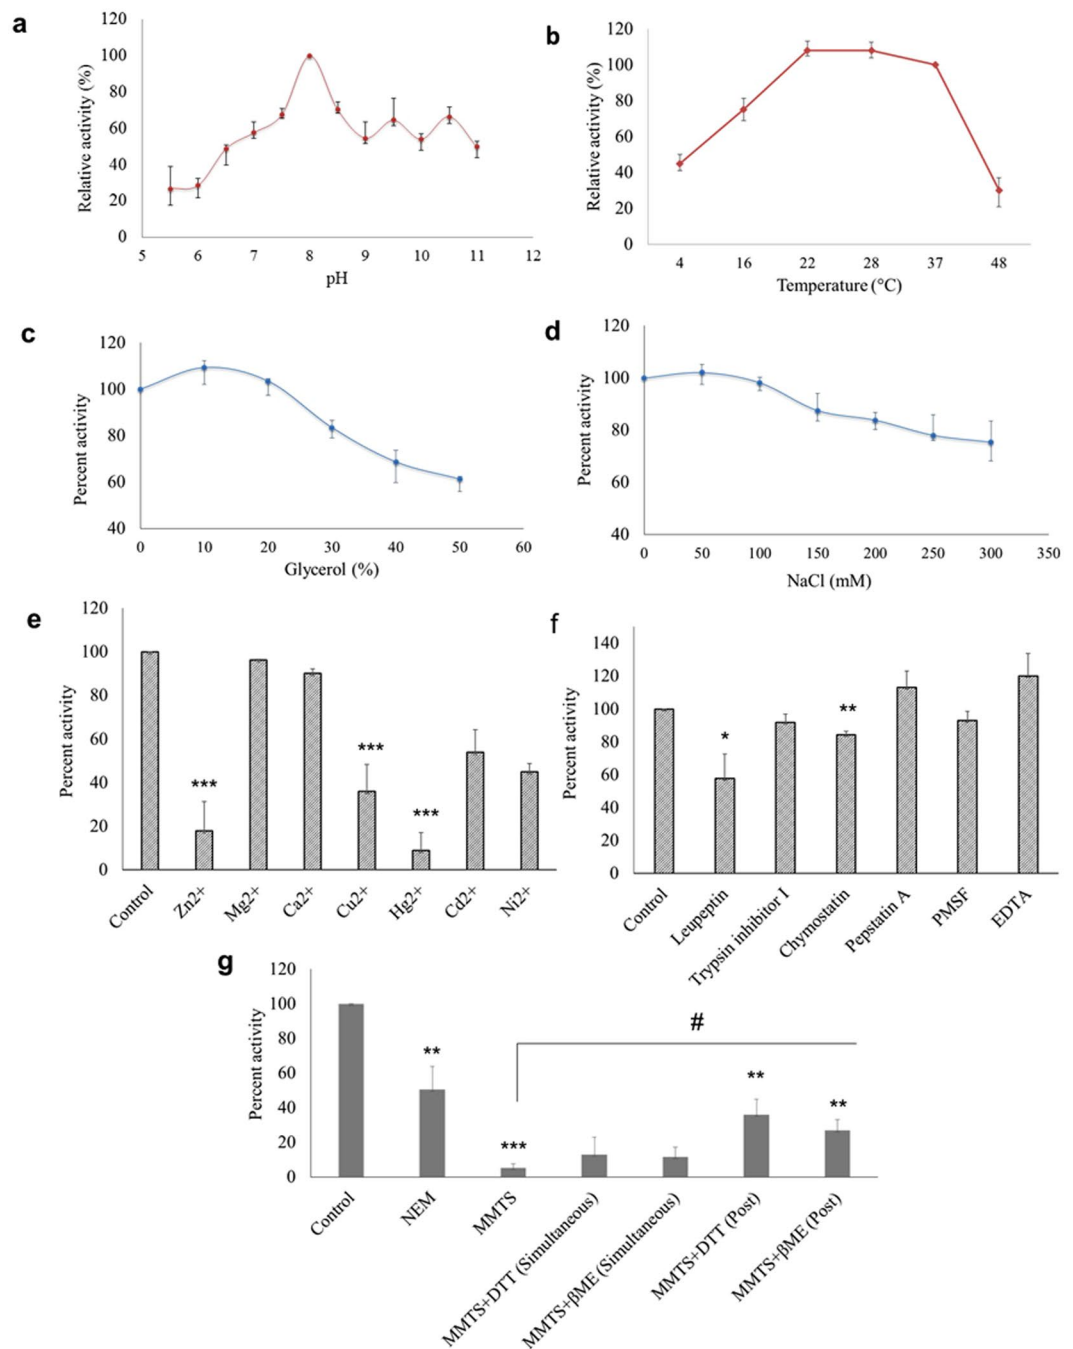 a
120
100
80
60
40
20
0
Relative activity (%)
5 6 7 8 9 10 11 12
pH
b
120
100
80
60
40
20
0
Relative activity (%)
4 16 22 28 37 48
Temperature (°C)
c
120
100
80
60
40
Percent activity
0 10 20 30 40 50 60
Glycerol (%)
d
120
100
80
60
40
Percent activity
0 50 100 150 200 250 300 350
NaCl (mM)
e
120
100
80
60
40
20
0
Percent activity
***
***
***
Control
Zn2+
Mg2+
Ca2+
Cu2+
Hg2+
Cd2+
Ni2+
f
140
120
100
80
60
40
20
0
Percent activity
*
**
Control
Leupeptin
Trypsin inhibitor I
Chymostatin
Pepstatin A
PMSF
EDTA
g
120
100
80
60
40
20
0
Percent activity
#
**
***
**
**
Control
NEM
MMTS
MMTS+DTT (Simultaneous)
MMTS+βME (Simultaneous)
MMTS+DTT (Post)
MMTS+βME (Post)